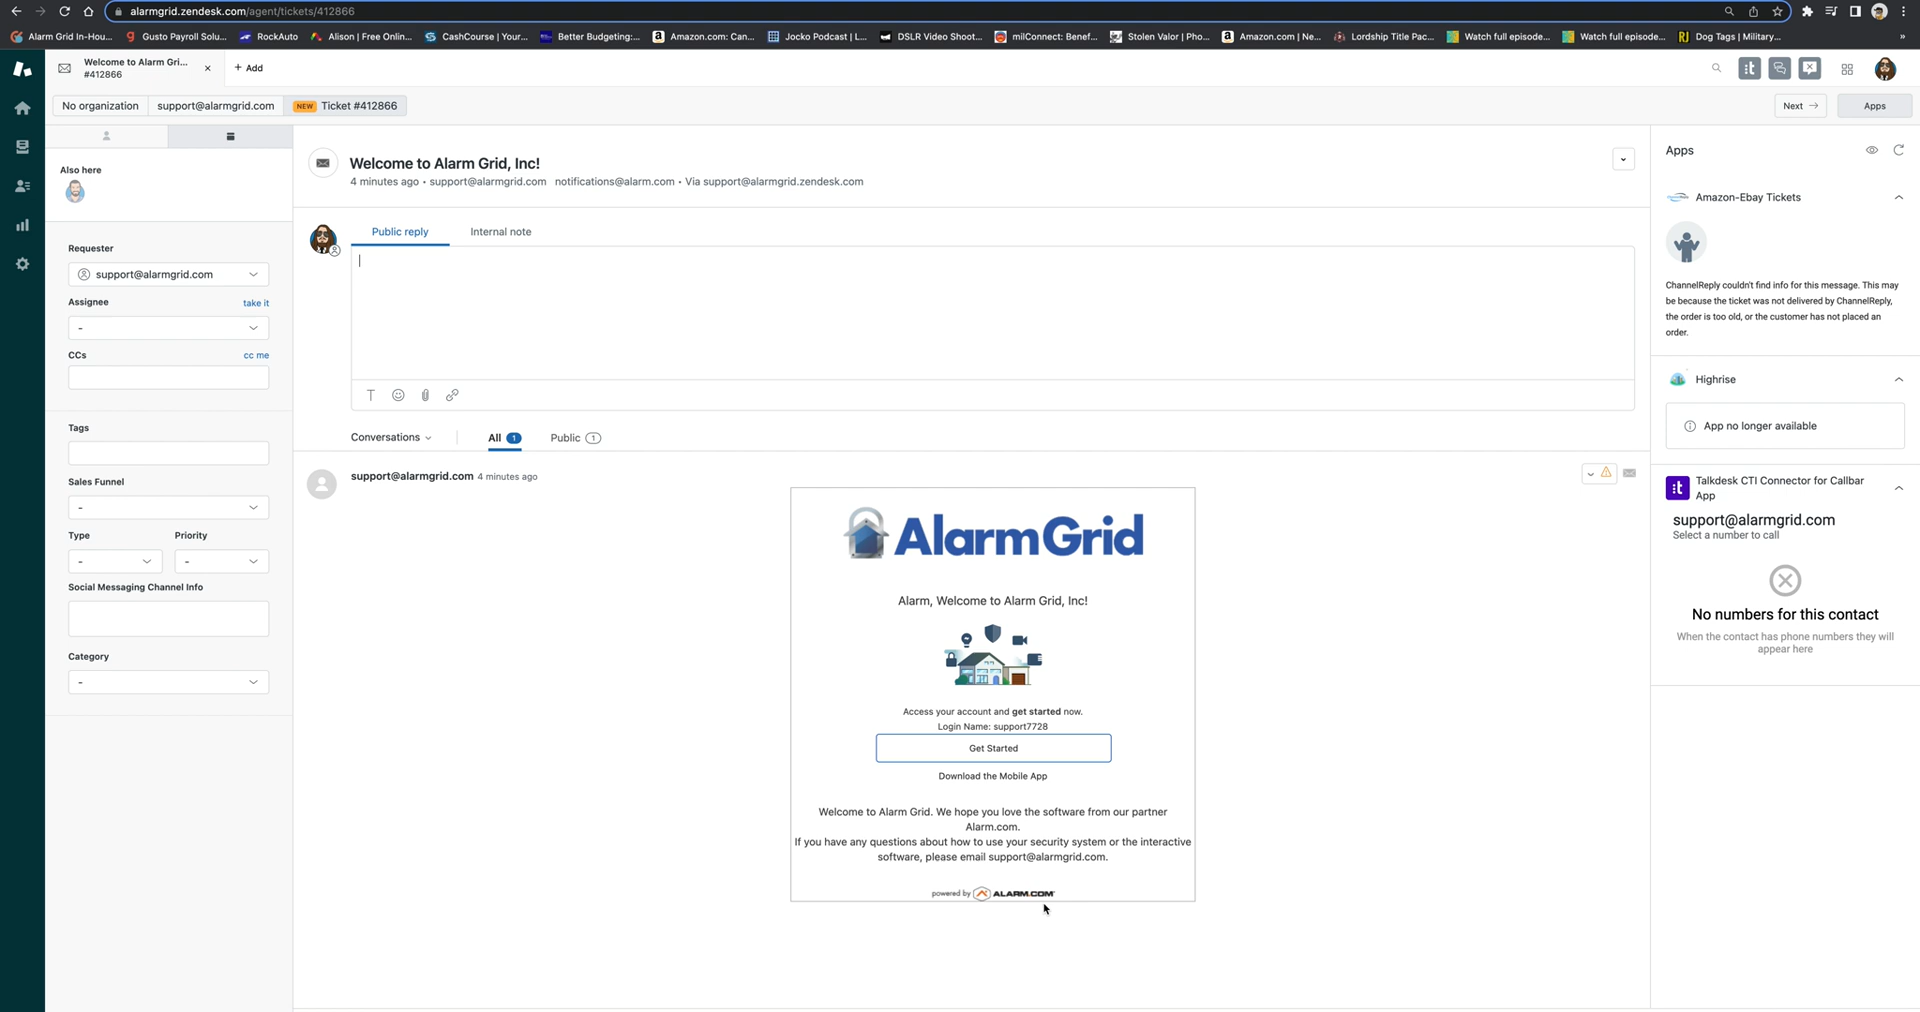 alarmgrid.zendesk.com/agent/tickets/412866
Alarm Grid In-Hou...
Gusto Payroll Solu...
RockAuto
Alison | Free Onlin...
CashCourse | Your...
Better Budgeting:...
Amazon.com: Can...
Jocko Podcast | L...
DSLR Video Shoot...
milConnect: Benef...
Stolen Valor | Pho...
Amazon.com | Ne...
Lordship Title Pac...
Watch full episode...
Watch full episode...
Dog Tags | Military...
Welcome to Alarm Gri...
#412866
+ Add
No organization
support@alarmgrid.com
NEW Ticket #412866
Next
Apps
Also here
Requester
support@alarmgrid.com
Assignee
take it
-
CCs
cc me
Tags
Sales Funnel
-
Type
Priority
-
-
Social Messaging Channel Info
Category
-
Welcome to Alarm Grid, Inc!
4 minutes ago • support@alarmgrid.com notifications@alarm.com • Via support@alarmgrid.zendesk.com
Public reply
Internal note
Conversations
All 1
Public 1
support@alarmgrid.com 4 minutes ago
AlarmGrid
Alarm, Welcome to Alarm Grid, Inc!
Access your account and get started now.
Login Name: support7728
Get Started
Download the Mobile App
Welcome to Alarm Grid. We hope you love the software from our partner
Alarm.com.
If you have any questions about how to use your security system or the interactive
software, please email support@alarmgrid.com.
powered by ALARM.COM
Apps
Amazon-Ebay Tickets
ChannelReply couldn't find info for this message. This may
be because the ticket was not delivered by ChannelReply,
the order is too old, or the customer has not placed an
order.
Highrise
App no longer available
Talkdesk CTI Connector for Callbar
App
support@alarmgrid.com
Select a number to call
No numbers for this contact
When the contact has phone numbers they will
appear here